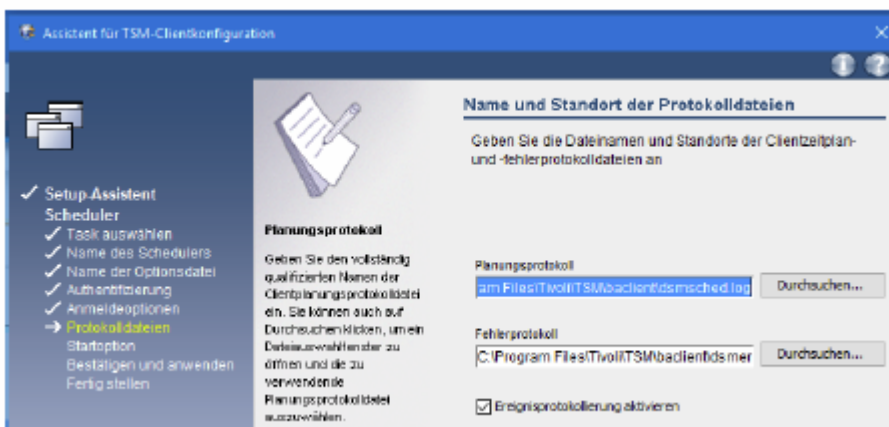 Assistent für TSM-Clientkonfiguration
Setup-Assistent
Scheduler
Task auswählen
Name des Schedulers
Name der Optionsdatei
Authentifizierung
Anmeldeoptionen
Protokolldateien
Startoption
Bestätigen und anwenden
Fertig stellen
Planungsprotokoll
Geben Sie den vollständig
qualifizierten Namen der
Clientplanungsprotokolldatei
ein. Sie können auch auf
Durchsuchen klicken, um ein
Dateiauswahlfenster zu
öffnen und die zu
verwendende
Planungsprotokolldatei
auszuwählen.
Name und Standort der Protokolldateien
Geben Sie die Dateinamen und Standorte der Clientzeitplan-
und -fehlerprotokolldateien an
Planungsprotokoll
ram Files\Tivoli\TSM\baclient\dsmsched.log
Durchsuchen...
Fehlerprotokoll
C:\Program Files\Tivoli\TSM\baclient\dsmer
Durchsuchen...
Ereignisprotokollierung aktivieren